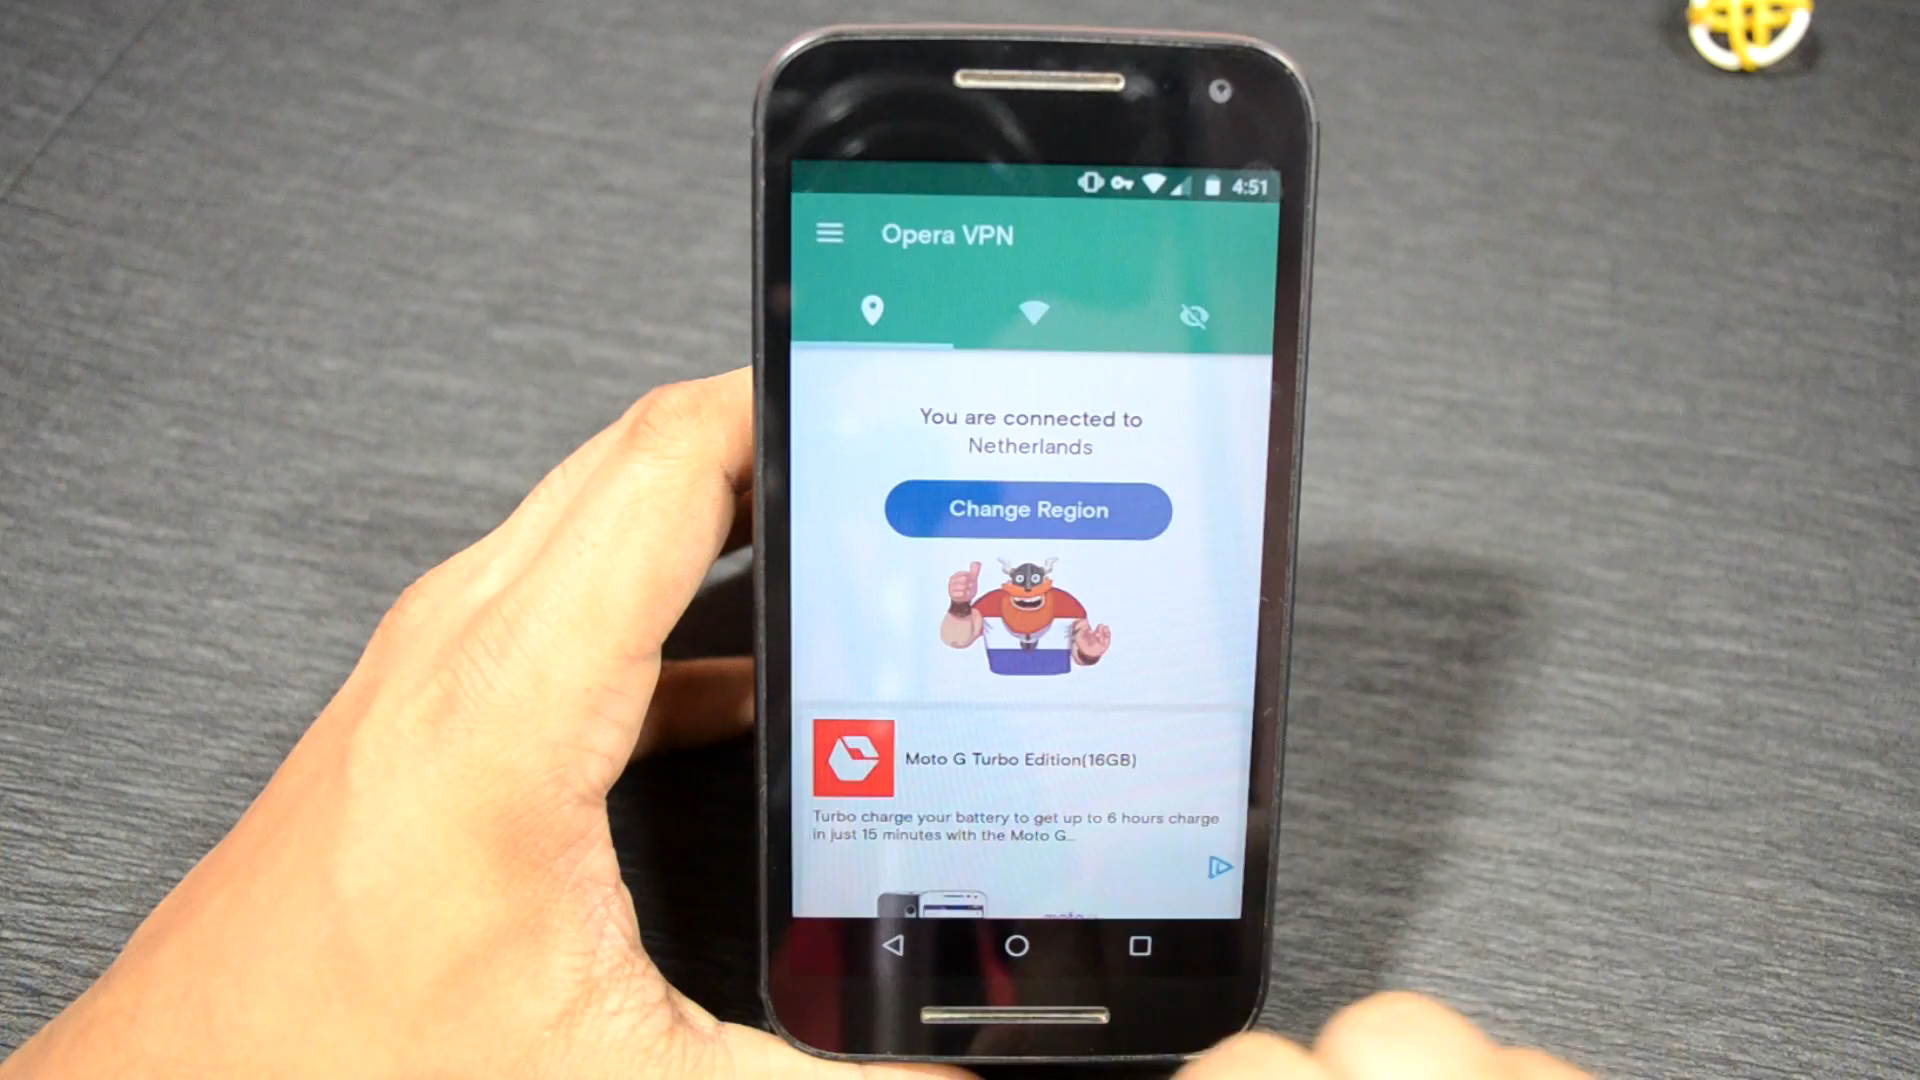 4:51
Opera VPN
You are connected to
Netherlands
Change Region
Moto G Turbo Edition(16GB)
Turbo charge your battery to get up to 6 hours charge
in just 15 minutes with the Moto G...